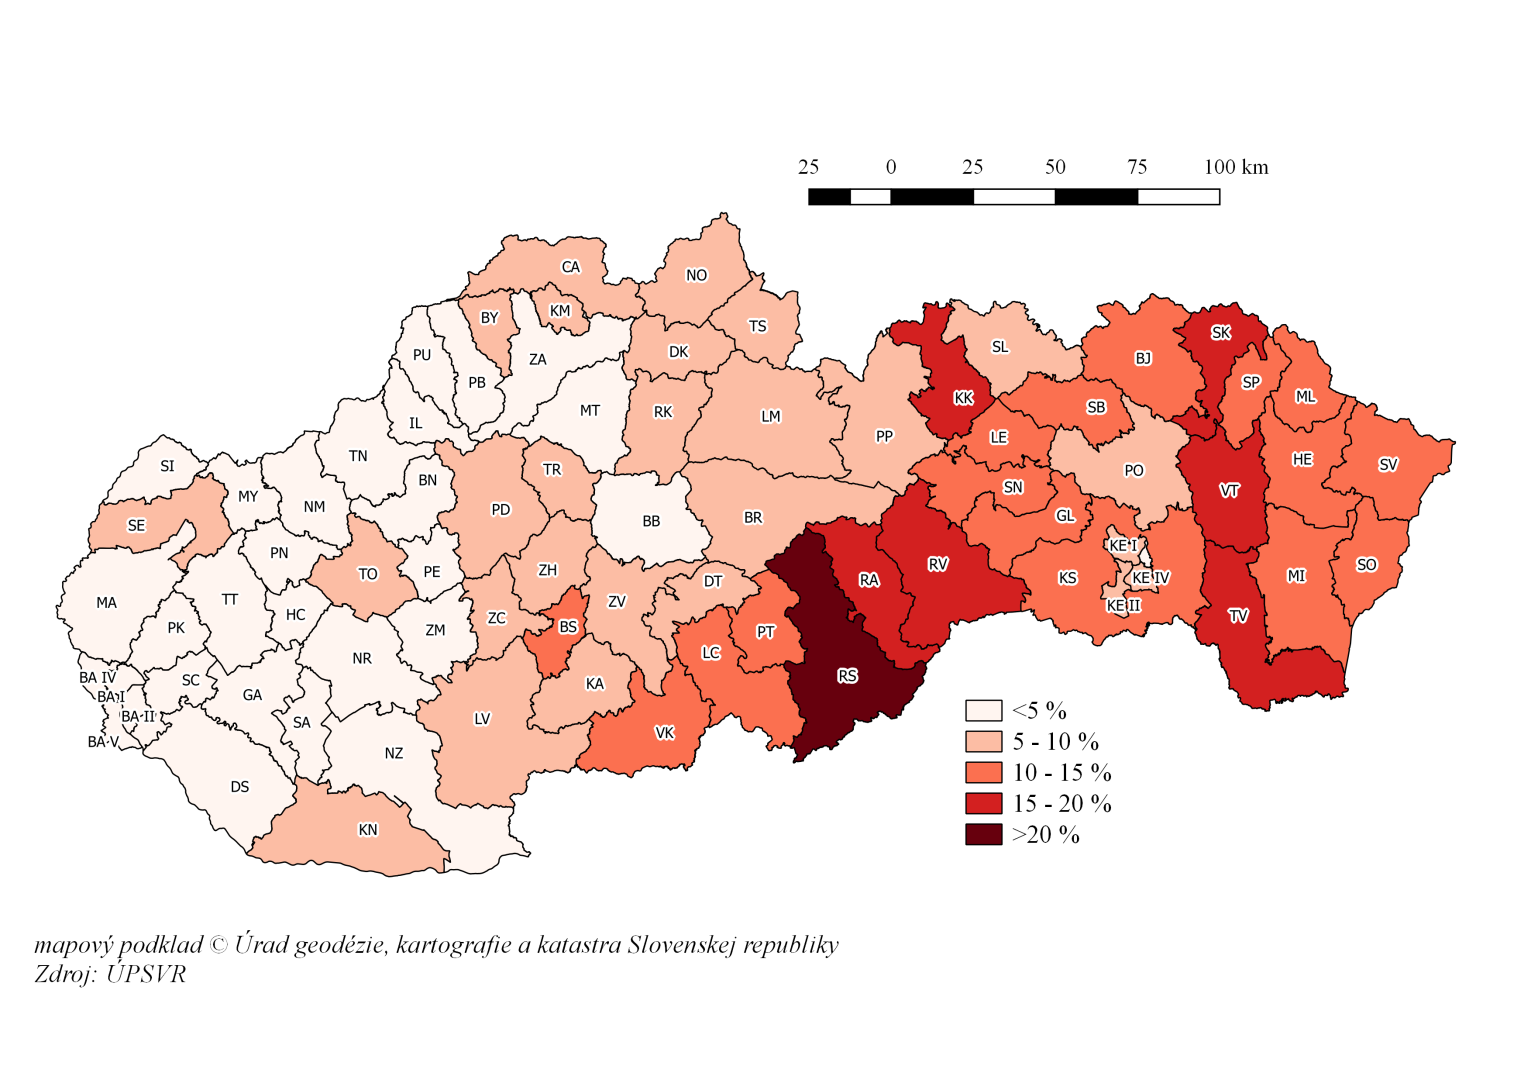 25 0 25 50 75 100 km
CA
NO
KM
BY
TS
SK
PU
ZA
DK
SL
BJ
PB
SP
ML
KK
IL
MT
RK
LM
SB
PP
LE
TN
SI
BN
TR
PO
HE
SV
MY
NM
PD
SN
VT
SE
BB
BR
GL
PN
KE I
TO
PE
ZH
RA
RV
KS
KE IV
MI
SO
MA
TT
HC
DT
ZV
KE II
PK
ZM
ZC
BS
PT
TV
NR
LC
RS
BA IV
SC
BA I
GA
KA
BA II
SA
LV
VK
BA V
NZ
DS
KN
<5 %
5 - 10 %
10 - 15 %
15 - 20 %
>20 %
mapový podklad © Úrad geodézie, kartografie a katastra Slovenskej republiky
Zdroj: ÚPSVR